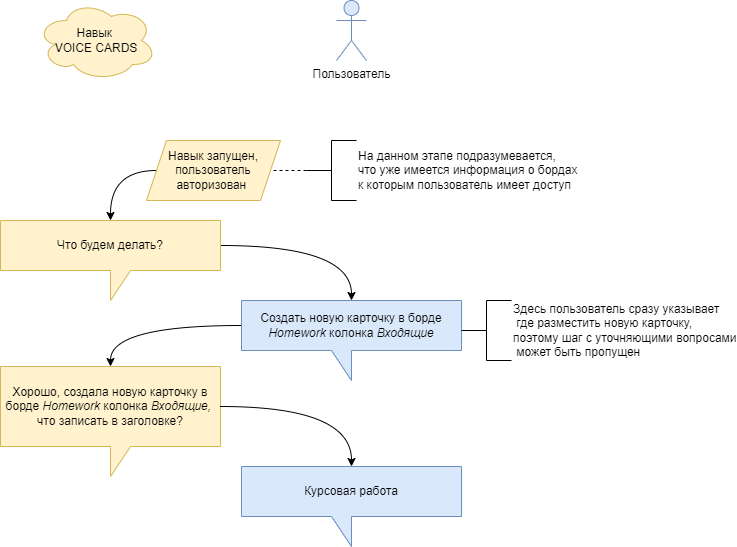 Навык
VOICE CARDS
Пользователь
Навык запущен,
пользователь
авторизован
На данном этапе подразумевается,
что уже имеется информация о бордах
к которым пользователь имеет доступ
Что будем делать?
Создать новую карточку в борде
Homework колонка Входящие
Здесь пользователь сразу указывает
где разместить новую карточку,
поэтому шаг с уточняющими вопросами
может быть пропущен
Хорошо, создала новую карточку в
борде Homework колонка Входящие,
что записать в заголовке?
Курсовая работа